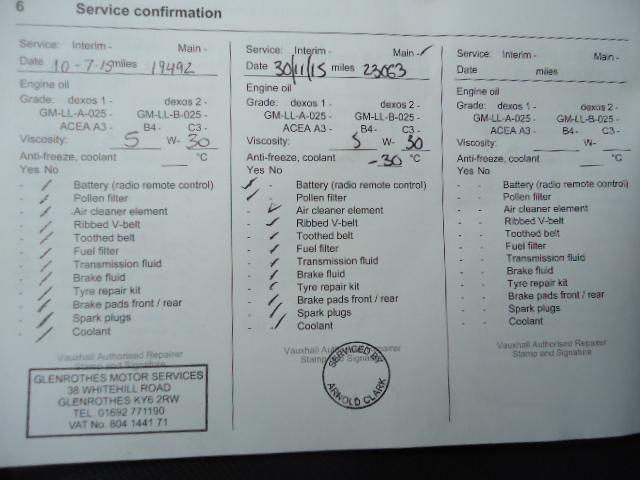 6 Service confirmation
Service: Interim - Main -
Date 10-7-15 miles 19492
Engine oil
Grade: dexos 1 - dexos 2 -
GM-LL-A-025 - GM-LL-B-025 -
ACEA A3 - B4 - C3 -
Viscosity: 5 W- 30
Anti-freeze, coolant ___ °C
Yes No
- Battery (radio remote control)
- Pollen filter
- Air cleaner element
- Ribbed V-belt
- Toothed belt
- Fuel filter
- Transmission fluid
- Brake fluid
- Tyre repair kit
- Brake pads front / rear
- Spark plugs
- Coolant
Vauxhall Authorised Repairer
Stamp and Signature
GLENROTHES MOTOR SERVICES
38 WHITEHILL ROAD
GLENROTHES KY6 2RW
TEL. 01692 771190
VAT No. 804 1441 71
Service: Interim - Main - ✓
Date 30/11/15 miles 23063
Engine oil
Grade: dexos 1 - dexos 2 -
GM-LL-A-025 - GM-LL-B-025 -
ACEA A3 - B4 - C3 -
Viscosity: 5 W- 30
Anti-freeze, coolant -30 °C
Yes No
- Battery (radio remote control)
- Pollen filter
- Air cleaner element
- Ribbed V-belt
- Toothed belt
- Fuel filter
- Transmission fluid
- Brake fluid
- Tyre repair kit
- Brake pads front / rear
- Spark plugs
- Coolant
Vauxhall Authorised Repairer
Stamp and Signature
SERVICED BY
ARNOLD CLARK
Service: Interim - Main -
Date miles
Engine oil
Grade: dexos 1 - dexos 2 -
GM-LL-A-025 - GM-LL-B-025 -
ACEA A3 - B4 - C3 -
Viscosity: ___ W- ___
Anti-freeze, coolant ___ °C
Yes No
- - Battery (radio remote control)
- - Pollen filter
- - Air cleaner element
- - Ribbed V-belt
- - Toothed belt
- - Fuel filter
- - Transmission fluid
- - Brake fluid
- - Tyre repair kit
- - Brake pads front / rear
- - Spark plugs
- - Coolant
Vauxhall Authorised Repairer
Stamp and Signature